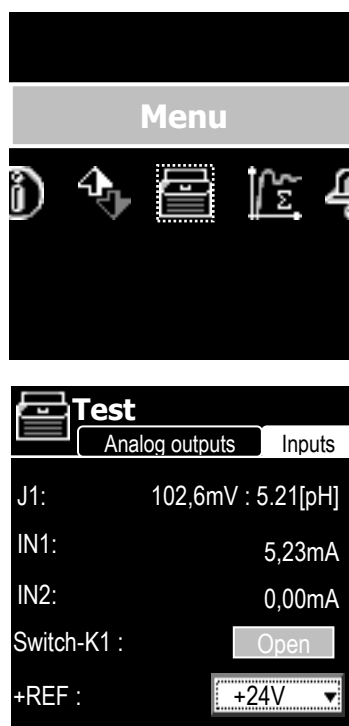 Menu
Σ
Test
Analog outputs Inputs
J1: 102,6mV : 5.21[pH]
IN1: 5,23mA
IN2: 0,00mA
Switch-K1 : Open
+REF : +24V